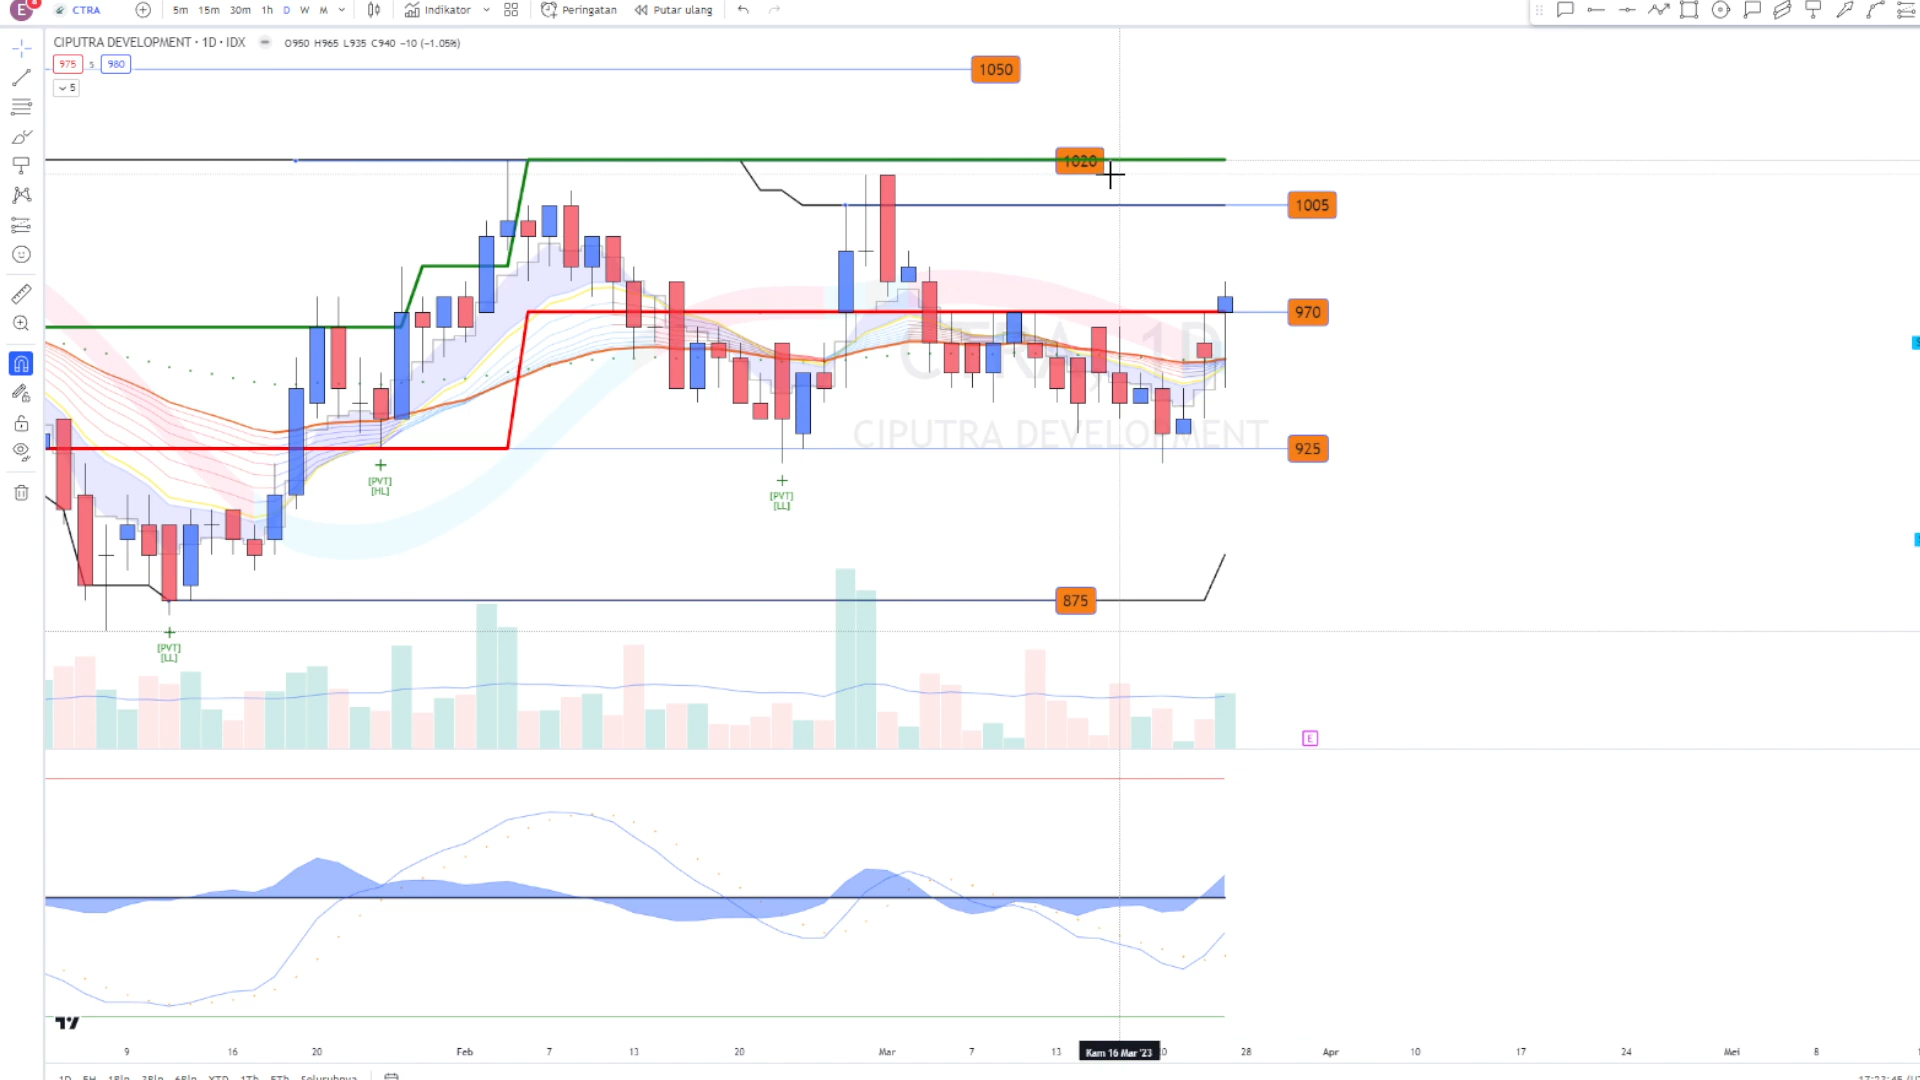 E 8 CTRA 5m 15m 30m 1h D W M Indikator Peringatan Putar ulang
CIPUTRA DEVELOPMENT · 1D · IDX O950 H965 L935 C940 −10 (−1.05%)
975 5 980
5
1050
1020
1005
970
CTRA, 1D
CIPUTRA DEVELOPMENT
925
[PVT]
[HL]
[PVT]
[LL]
875
[PVT]
[LL]
E
9 16 20 Feb 7 13 20 Mar 7 13 Kam 16 Mar '23 28 Apr 10 17 24 Mei 8